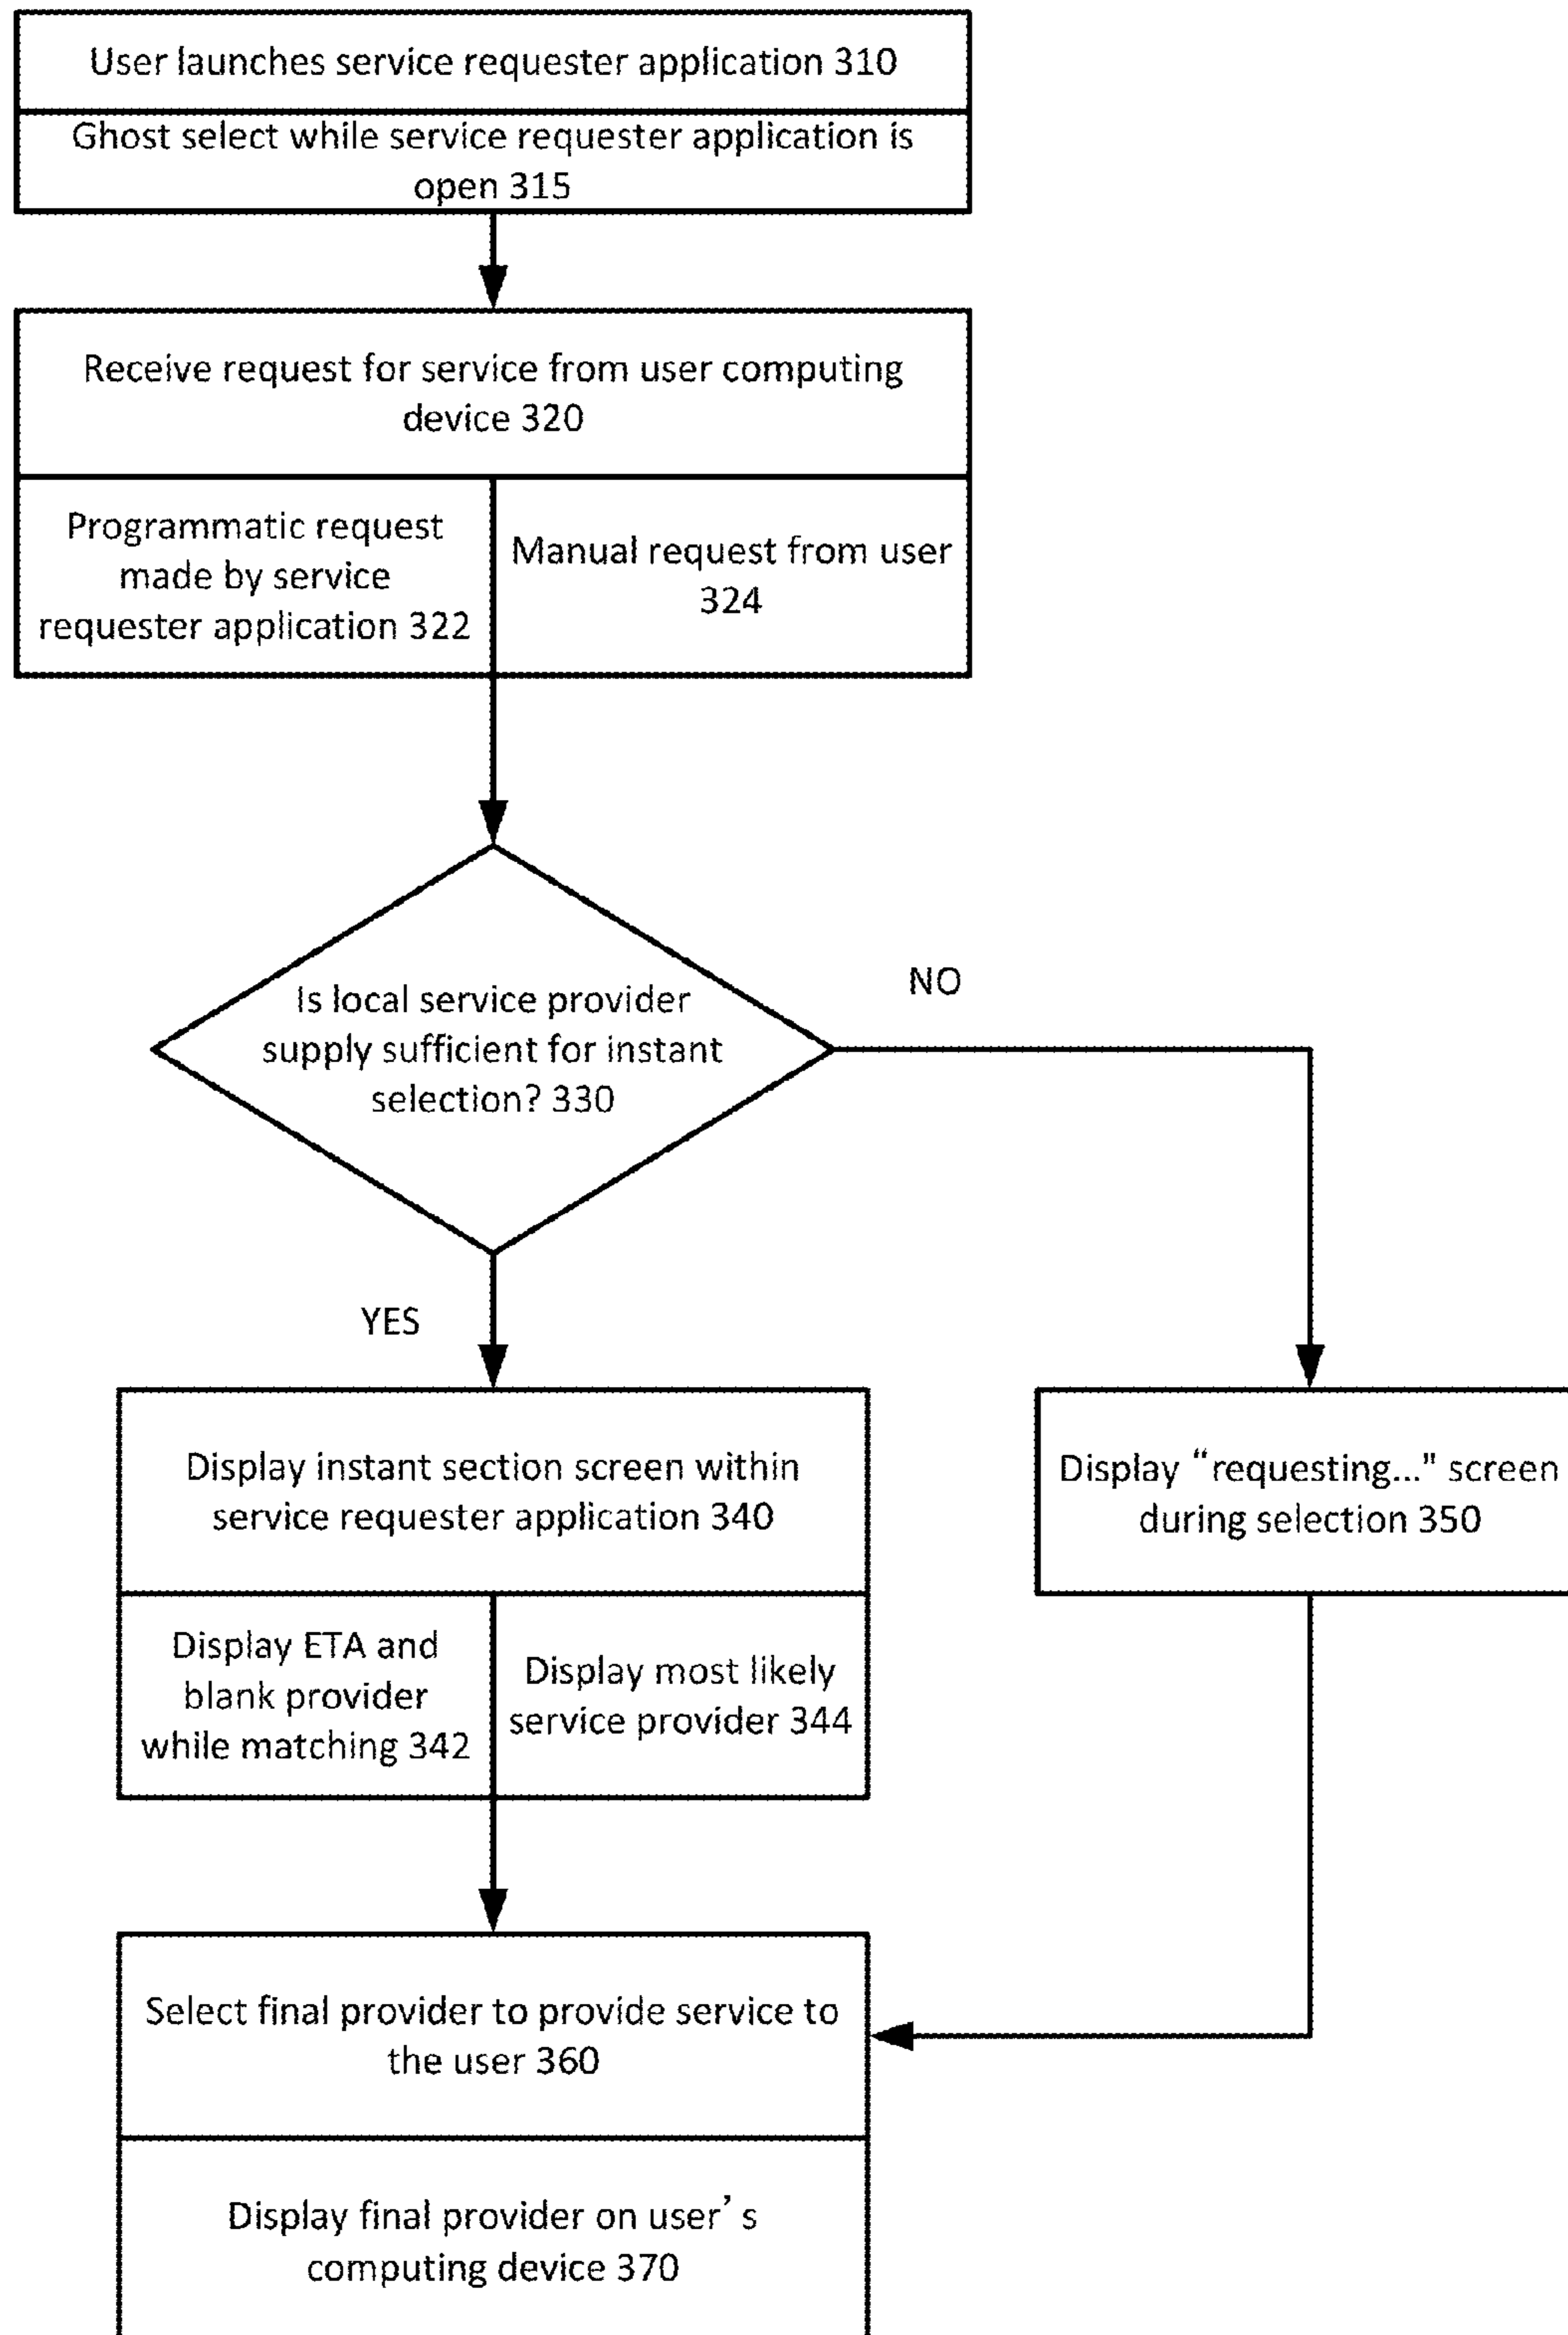 User launches service requester application 310
Ghost select while service requester application is
open 315
Receive request for service from user computing
device 320
Programmatic request
made by service
requester application 322
Manual request from user
324
Is local service provider
supply sufficient for instant
selection? 330
NO
YES
Display instant section screen within
service requester application 340
Display ETA and
blank provider
while matching 342
Display most likely
service provider 344
Display “requesting..." screen
during selection 350
Select final provider to provide service to
the user 360
Display final provider on user’s
computing device 370